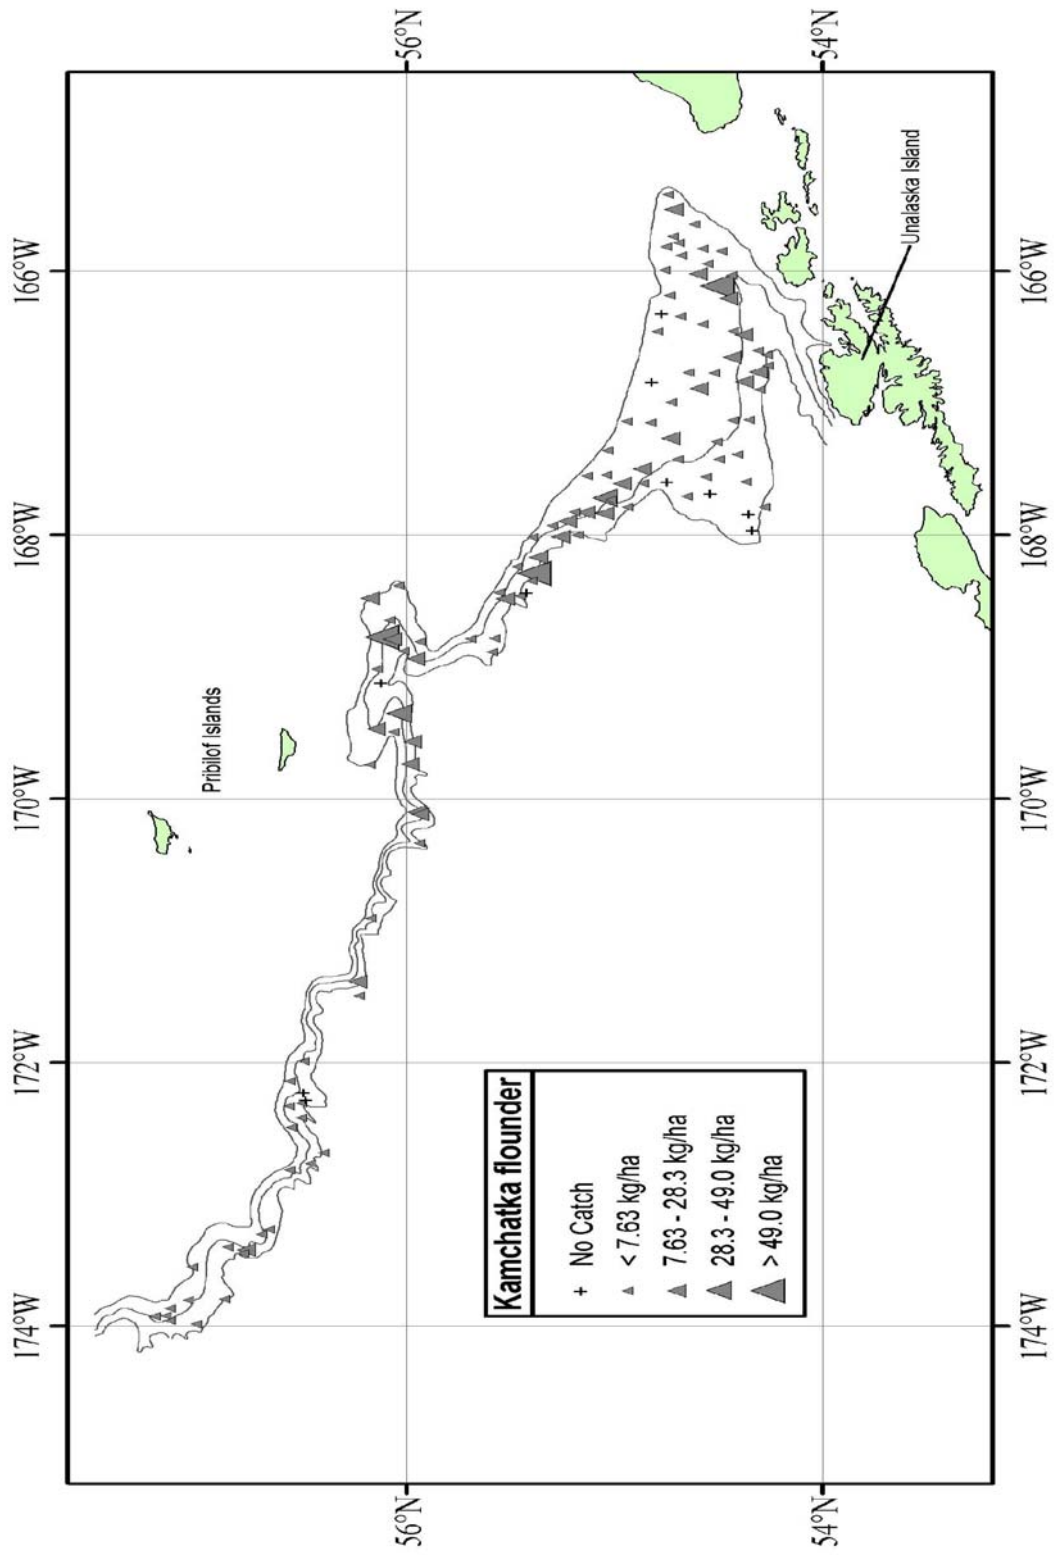 174°W
172°W
170°W
168°W
166°W
56°N
56°N
54°N
54°N
Pribilof Islands
Unalaska Island
Kamchatka flounder
No Catch
< 7.63 kg/ha
7.63 - 28.3 kg/ha
28.3 - 49.0 kg/ha
> 49.0 kg/ha
174°W
172°W
170°W
168°W
166°W